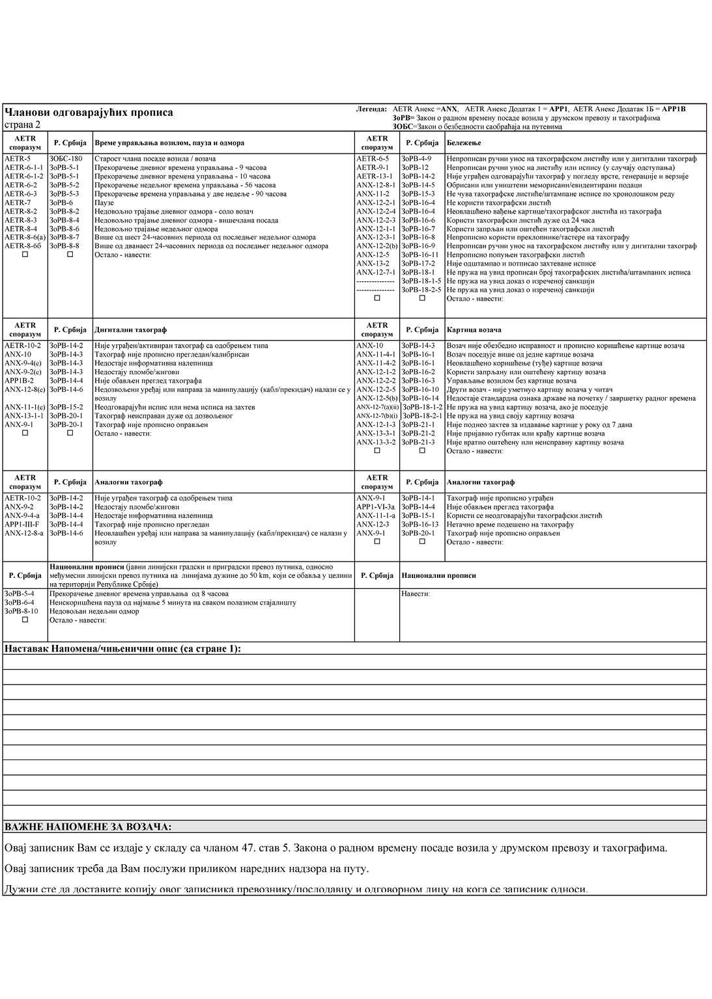 Чланови одговарајућих прописа
страна 2
Легенда: AETR Анекс =ANX, AETR Анекс Додатак 1 = APP1, AETR Анекс Додатак 1Б = APP1B
ЗоРВ= Закон о радном времену посаде возила у друмском превозу и тахографима
ЗОБС=Закон о безбедности саобраћаја на путевима
AETR споразум Р. Србија Време управљања возилом, пауза и одмора
AETR-5 ЗОБС-180 Старост члана посаде возила / возача
AETR-6-1-1 ЗоРВ-5-1 Прекорачење дневног времена управљања - 9 часова
AETR-6-1-2 ЗоРВ-5-1 Прекорачење дневног времена управљања - 10 часова
AETR-6-2 ЗоРВ-5-2 Прекорачење недељног времена управљања - 56 часова
AETR-6-3 ЗоРВ-5-3 Прекорачење времена управљања у две недеље - 90 часова
AETR-7 ЗоРВ-6 Паузе
AETR-8-2 ЗоРВ-8-2 Недовољно трајање дневног одмора - соло возач
AETR-8-3 ЗоРВ-8-4 Недовољно трајање дневног одмора - вишечлана посада
AETR-8-4 ЗоРВ-8-6 Недовољно трајање недељног одмора
AETR-8-6(a) ЗоРВ-8-7 Више од шест 24-часовних периода од последњег недељног одмора
AETR-8-6б ЗоРВ-8-8 Више од дванаест 24-часовних периода од последњег недељног одмора
☐ ☐ Остало - навести:
AETR споразум Р. Србија Бележење
AETR-6-5 ЗоРВ-4-9 Непрописан ручни унос на тахографском листићу или у дигитални тахограф
AETR-9-1 ЗоРВ-12 Непрописан ручни унос на листићу или испису (у случају одступања)
AETR-13-1 ЗоРВ-14-2 Није уграђен одговарајући тахограф у погледу врсте, генерације и верзије
ANX-12-8-1 ЗоРВ-14-5 Обрисани или уништени меморисани/евидентирани подаци
ANX-11-2 ЗоРВ-15-3 Не чува тахографске листиће/штампане исписе по хронолошком реду
ANX-12-2-1 ЗоРВ-16-4 Не користи тахографски листић
ANX-12-2-4 ЗоРВ-16-4 Неовлашћено вађење картице/тахографског листића из тахографа
ANX-12-2-3 ЗоРВ-16-6 Користи тахографски листић дуже од 24 часа
ANX-12-1-1 ЗоРВ-16-7 Користи запрљан или оштећен тахографски листић
ANX-12-3-1 ЗоРВ-16-8 Непрописно користи преклопнике/тастере на тахографу
ANX-12-2(b) ЗоРВ-16-9 Непрописан ручни унос на тахографском листићу или у дигитални тахограф
ANX-12-5 ЗоРВ-16-11 Непрописно попуњен тахографски листић
ANX-13-2 ЗоРВ-17-2 Није одштампао и потписао захтеване исписе
ANX-12-7-1 ЗоРВ-18-1 Не пружа на увид прописан број тахографских листића/штампаних исписа
--------------- ЗоРВ-18-1-5 Не пружа на увид доказ о изреченој санкцији
--------------- ЗоРВ-18-2-5 Не пружа на увид доказ о изреченој санкцији
☐ ☐ Остало - навести:
AETR споразум Р. Србија Дигитални тахограф
AETR-10-2 ЗоРВ-14-2 Није уграђен/активиран тахограф са одобрењем типа
ANX-10 ЗоРВ-14-3 Тахограф није прописно прегледан/калибрисан
ANX-9-4(e) ЗоРВ-14-3 Недостаје информативна налепница
ANX-9-2(e) ЗоРВ-14-3 Недостају пломбе/жигови
APP1B-2 ЗоРВ-14-4 Није обављен преглед тахографа
ANX-12-8(c) ЗоРВ-14-6 Недозвољени уређај или направа за манипулацију (кабл/прекидач) налази се у
возилу
ANX-11-1(c) ЗоРВ-15-2 Неодговарајући испис или нема исписа на захтев
ANX-13-1-1 ЗоРВ-20-1 Тахограф неисправан дуже од дозвољеног
ANX-9-1 ЗоРВ-20-1 Тахограф није прописно оправљен
☐ ☐ Остало - навести:
AETR споразум Р. Србија Картица возача
ANX-10 ЗоРВ-14-3 Возач није обезбедио исправност и прописно коришћење картице возача
ANX-11-4-1 ЗоРВ-16-1 Возач поседује више од једне картице возача
ANX-11-4-2 ЗоРВ-16-1 Неовлашћено коришћење (туђе) картице возача
ANX-12-1-2 ЗоРВ-16-2 Користи запрљану или оштећену картицу возача
ANX-12-2-2 ЗоРВ-16-3 Управљање возилом без картице возача
ANX-12-2-5 ЗоРВ-16-10 Други возач - није уметнуо картицу возача у читач
ANX-12-5(b) ЗоРВ-16-14 Недостаје стандардна ознака државе на почетку / завршетку радног времена
ANX-12-7(a)(ii) ЗоРВ-18-1-2 Не пружа на увид картицу возача, ако је поседује
ANX-12-7(b)(i) ЗоРВ-18-2-1 Не пружа на увид своју картицу возача
ANX-12-1-3 ЗоРВ-21-1 Није поднео захтев за издавање картице у року од 7 дана
ANX-13-3-1 ЗоРВ-21-2 Није пријавио губитак или крађу картице возача
ANX-13-3-2 ЗоРВ-21-3 Није вратио оштећену или неисправну картицу возача
☐ ☐ Остало - навести:
AETR споразум Р. Србија Аналогни тахограф
AETR-10-2 ЗоРВ-14-2 Није уграђен тахограф са одобрењем типа
ANX-9-2 ЗоРВ-14-2 Недостају пломбе/жигови
ANX-9-4-a ЗоРВ-14-4 Недостаје информативна налепница
APP1-III-F ЗоРВ-14-4 Тахограф није прописно прегледан
ANX-12-8-a ЗоРВ-14-6 Неовлашћен уређај или направа за манипулацију (кабл/прекидач) се налази у
возилу
AETR споразум Р. Србија Аналогни тахограф
ANX-9-1 ЗоРВ-14-1 Тахограф није прописно уграђен
APP1-VI-3a ЗоРВ-14-4 Није обављен преглед тахографа
ANX-11-1-a ЗоРВ-15-1 Користи се неодговарајући тахографски листић
ANX-12-3 ЗоРВ-16-13 Нетачно време подешено на тахографу
ANX-9-1 ЗоРВ-20-1 Тахограф није прописно оправљен
☐ ☐ Остало - навести:
Р. Србија Национални прописи (јавни линијски градски и приградски превоз путника, односно
међумесни линијски превоз путника на линијама дужине до 50 km, који се обавља у целини
на територији Републике Србије)
ЗоРВ-5-4 Прекорачење дневног времена управљања од 8 часова
ЗоРВ-6-4 Неискоришћена пауза од најмање 5 минута на сваком полазном стајалишту
ЗоРВ-8-10 Недовољан недељни одмор
☐ Остало - навести:
Р. Србија Национални прописи
Навести:
Наставак Напомена/чињенични опис (са стране 1):
ВАЖНЕ НАПОМЕНЕ ЗА ВОЗАЧА:
Овај записник Вам се издаје у складу са чланом 47. став 5. Закона о радном времену посаде возила у друмском превозу и тахографима.
Овај записник треба да Вам послужи приликом наредних надзора на путу.
Дужни сте да доставите копију овог записника превознику/послодавцу и одговорном лицу на кога се записник односи.